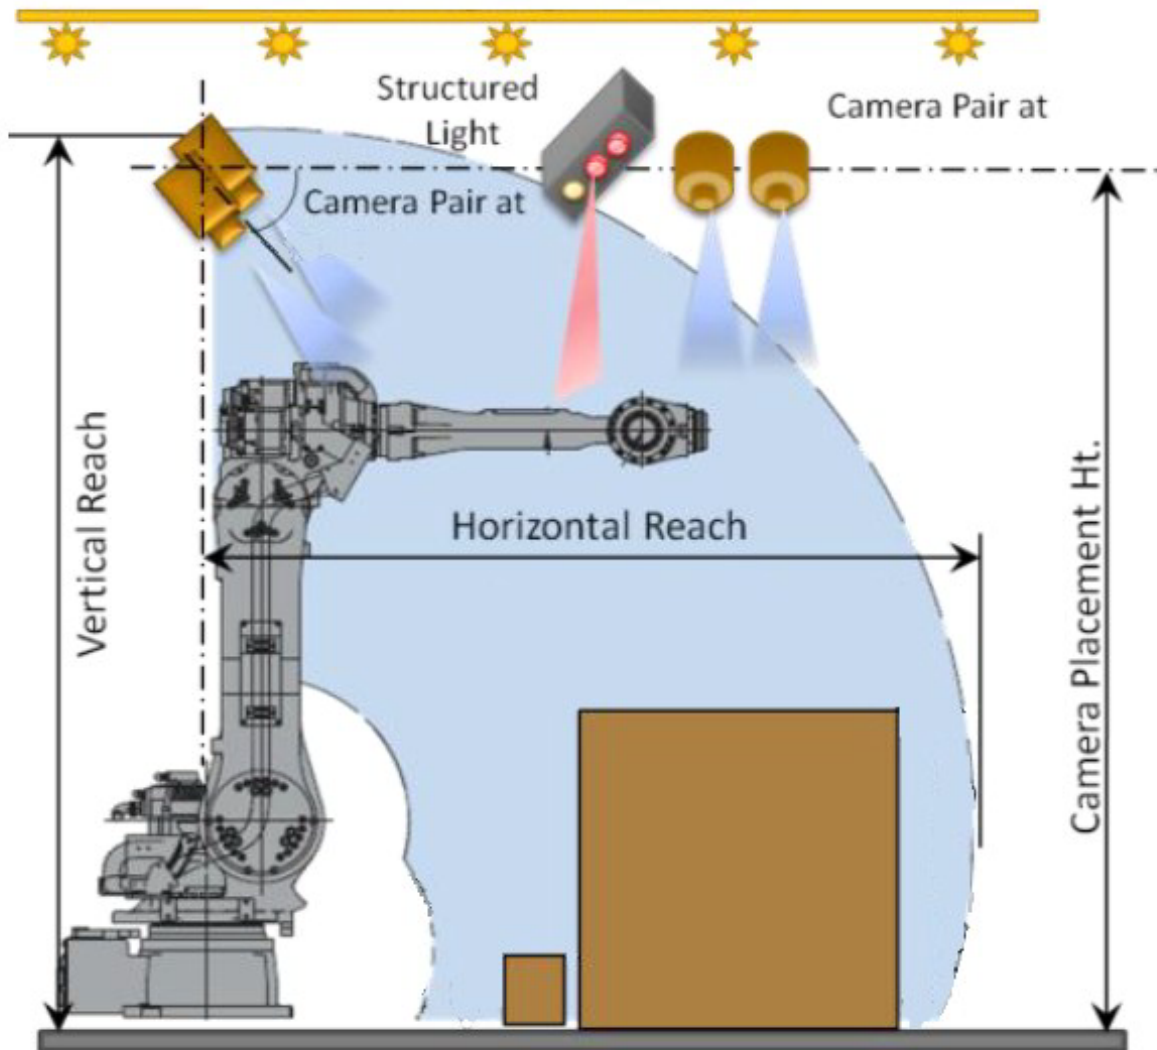 Structured
Light
Camera Pair at
Camera Pair at
Vertical Reach
Horizontal Reach
Camera Placement Ht.